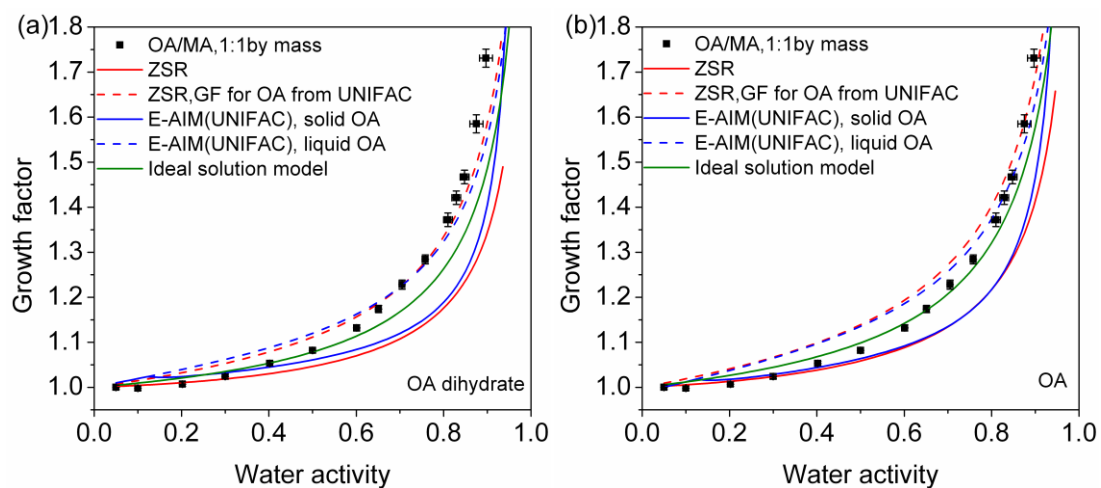 (a)
1.8
1.7
1.6
1.5
1.4
1.3
1.2
1.1
1.0
OA/MA,1:1by mass
ZSR
ZSR,GF for OA from UNIFAC
E-AIM(UNIFAC), solid OA
E-AIM(UNIFAC), liquid OA
Ideal solution model
Growth factor
OA dihydrate
0.0 0.2 0.4 0.6 0.8 1.0
Water activity
(b)
1.8
1.7
1.6
1.5
1.4
1.3
1.2
1.1
1.0
OA/MA,1:1by mass
ZSR
ZSR,GF for OA from UNIFAC
E-AIM(UNIFAC), solid OA
E-AIM(UNIFAC), liquid OA
Ideal solution model
Growth factor
OA
0.0 0.2 0.4 0.6 0.8 1.0
Water activity